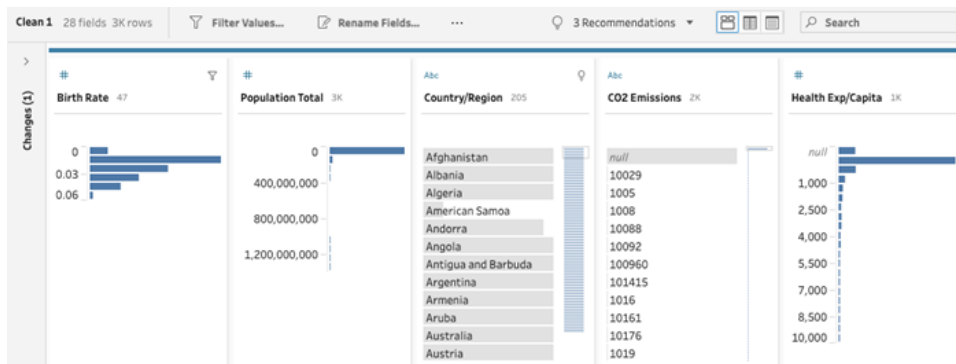 Clean 1 28 fields 3K rows Filter Values... Rename Fields... ... 3 Recommendations Search
Changes (1)
#
Birth Rate 47
0
0.03
0.06
#
Population Total 3K
0
400,000,000
800,000,000
1,200,000,000
Abc
Country/Region 205
Afghanistan
Albania
Algeria
American Samoa
Andorra
Angola
Antigua and Barbuda
Argentina
Armenia
Aruba
Australia
Austria
Abc
CO2 Emissions 2K
null
10029
1005
1008
10088
10092
100960
101415
1016
10161
10176
1019
#
Health Exp/Capita 1K
null
1,000
2,500
4,000
5,500
7,000
8,500
10,000